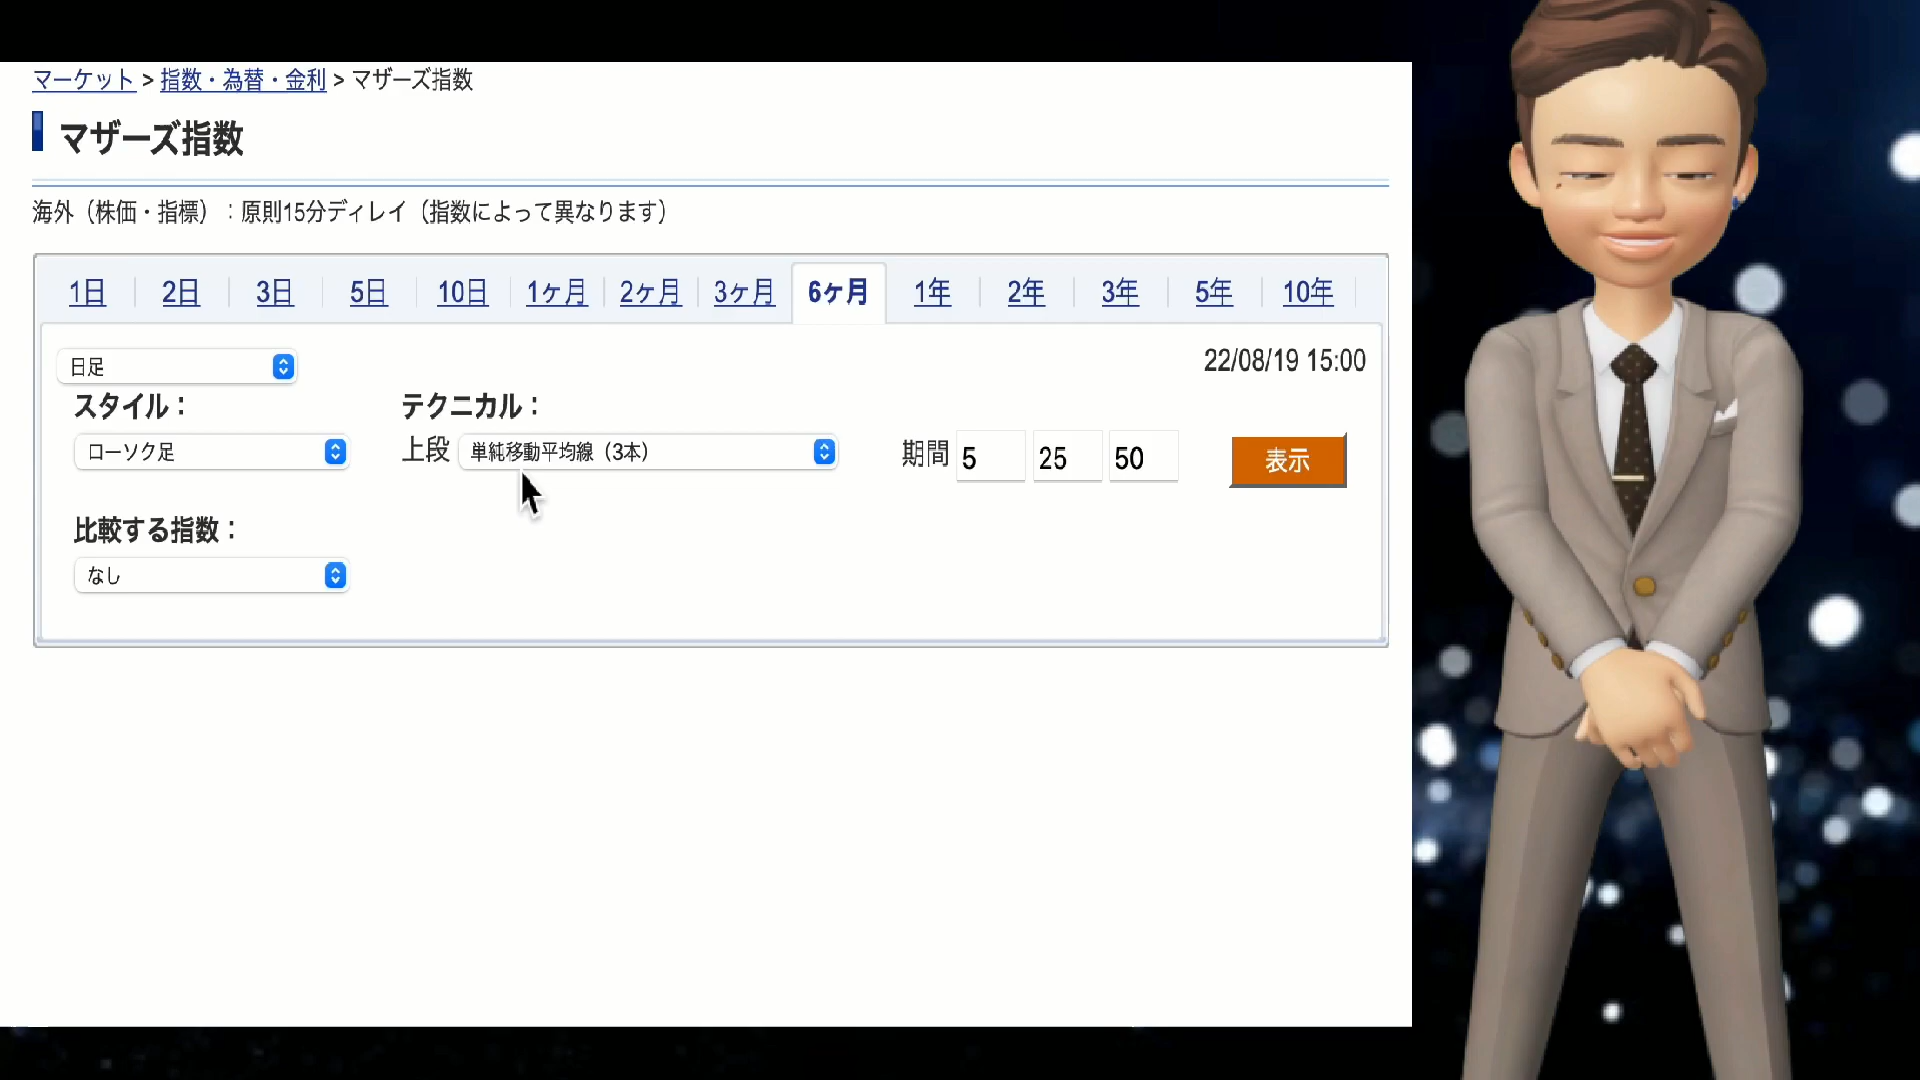 マーケット > 指数・為替・金利 > マザーズ指数
マザーズ指数
海外（株価・指標）：原則15分ディレイ（指数によって異なります）
1日 2日 3日 5日 10日 1ヶ月 2ヶ月 3ヶ月 6ヶ月 1年 2年 3年 5年 10年
日足
22/08/19 15:00
スタイル：
テクニカル：
ローソク足
上段 単純移動平均線（3本）
期間 5 25 50
表示
比較する指数：
なし